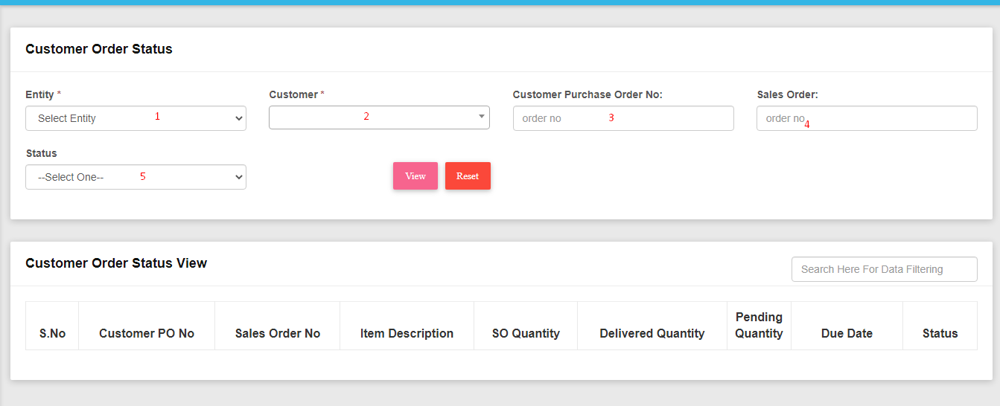 Customer Order Status
Entity * Customer * Customer Purchase Order No: Sales Order:
Select Entity 1 2 order no 3 order no 4
Status
--Select One-- 5 View Reset
Customer Order Status View
Search Here For Data Filtering
S.No Customer PO No Sales Order No Item Description SO Quantity Delivered Quantity Pending Quantity Due Date Status